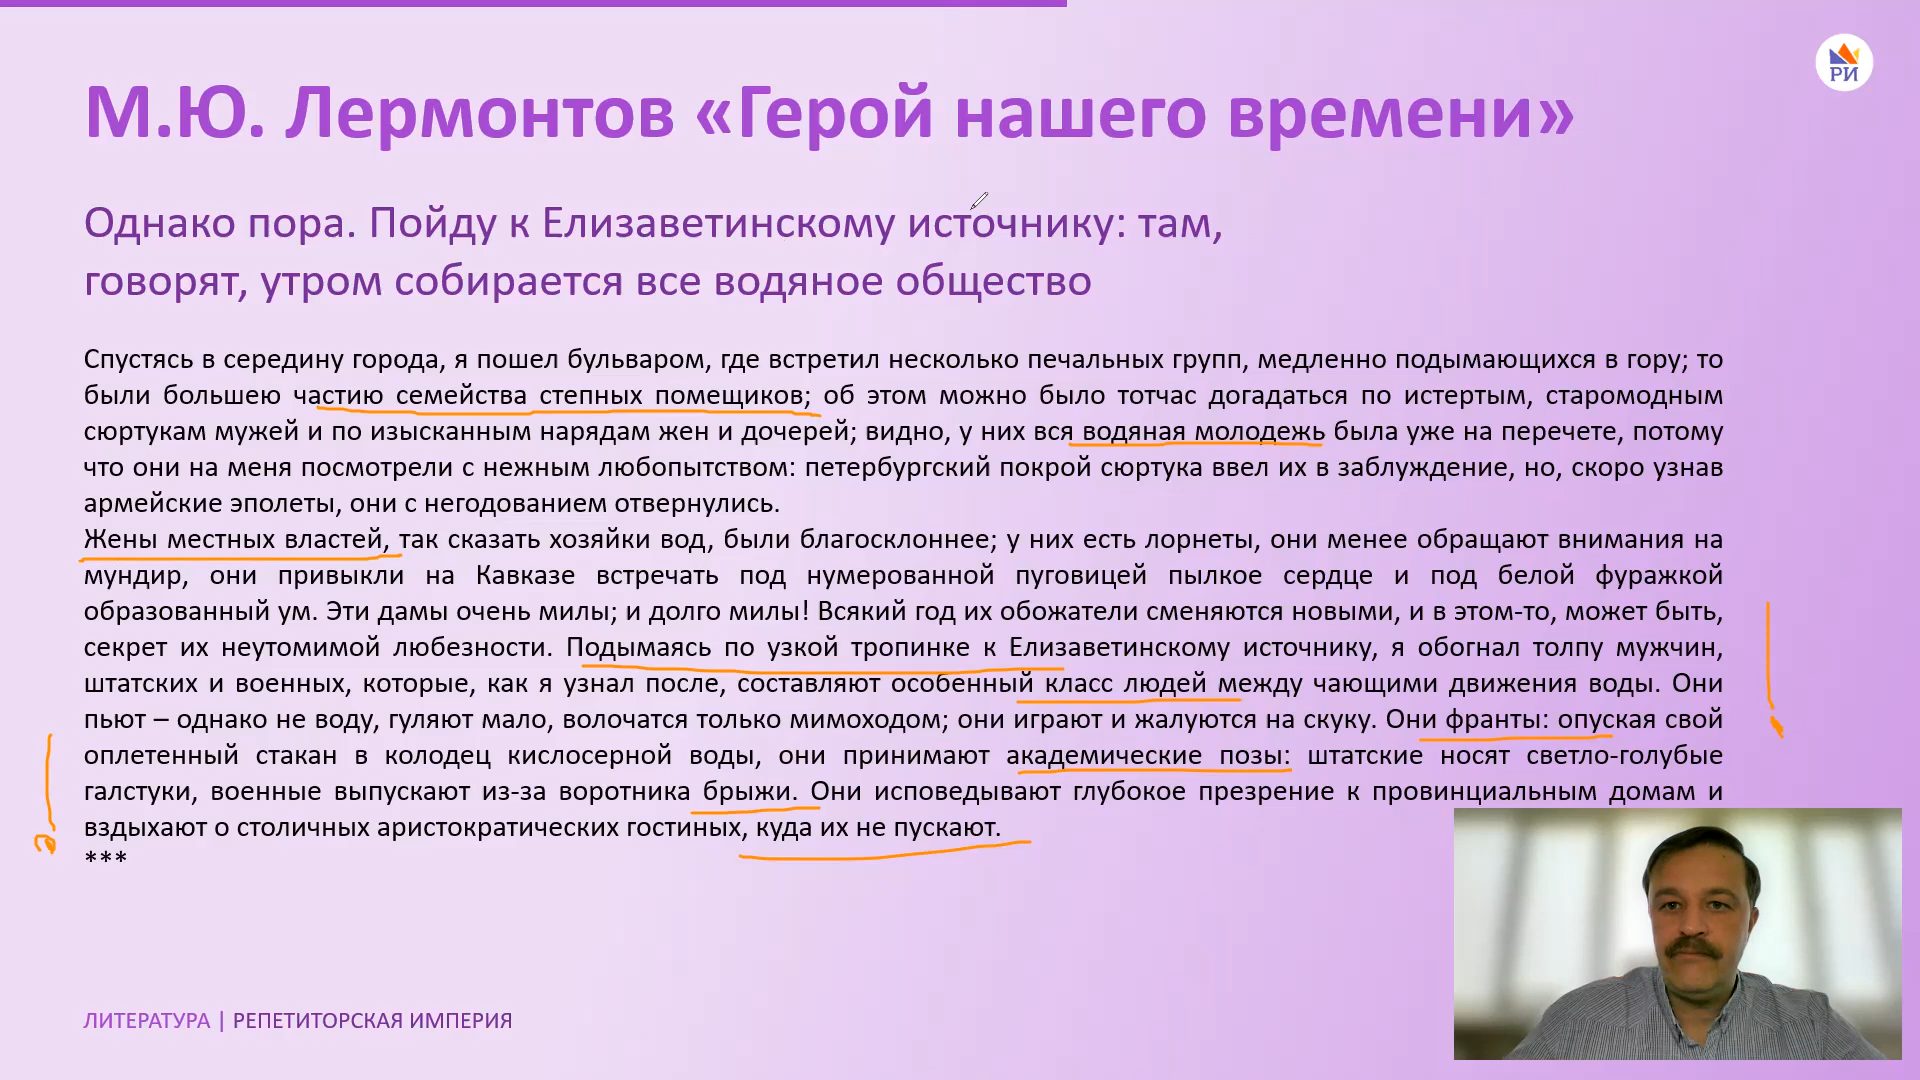 РИ
М.Ю. Лермонтов «Герой нашего времени»
Однако пора. Пойду к Елизаветинскому источнику: там,
говорят, утром собирается все водяное общество
Спустясь в середину города, я пошел бульваром, где встретил несколько печальных групп, медленно подымающихся в гору; то
были большею частию семейства степных помещиков; об этом можно было тотчас догадаться по истертым, старомодным
сюртукам мужей и по изысканным нарядам жен и дочерей; видно, у них вся водяная молодежь была уже на перечете, потому
что они на меня посмотрели с нежным любопытством: петербургский покрой сюртука ввел их в заблуждение, но, скоро узнав
армейские эполеты, они с негодованием отвернулись.
Жены местных властей, так сказать хозяйки вод, были благосклоннее; у них есть лорнеты, они менее обращают внимания на
мундир, они привыкли на Кавказе встречать под нумерованной пуговицей пылкое сердце и под белой фуражкой
образованный ум. Эти дамы очень милы; и долго милы! Всякий год их обожатели сменяются новыми, и в этом-то, может быть,
секрет их неутомимой любезности. Подымаясь по узкой тропинке к Елизаветинскому источнику, я обогнал толпу мужчин,
штатских и военных, которые, как я узнал после, составляют особенный класс людей между чающими движения воды. Они
пьют – однако не воду, гуляют мало, волочатся только мимоходом; они играют и жалуются на скуку. Они франты: опуская свой
оплетенный стакан в колодец кислосерной воды, они принимают академические позы: штатские носят светло-голубые
галстуки, военные выпускают из-за воротника брыжи. Они исповедывают глубокое презрение к провинциальным домам и
вздыхают о столичных аристократических гостиных, куда их не пускают.
***
ЛИТЕРАТУРА | РЕПЕТИТОРСКАЯ ИМПЕРИЯ